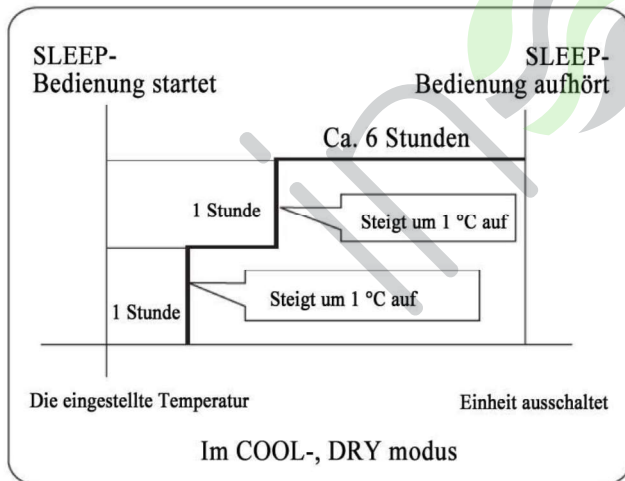 SLEEP-
Bedienung startet
SLEEP-
Bedienung aufhört
Ca. 6 Stunden
1 Stunde
Steigt um 1 °C auf
1 Stunde
Steigt um 1 °C auf
Die eingestellte Temperatur
Einheit ausschaltet
Im COOL-, DRY modus